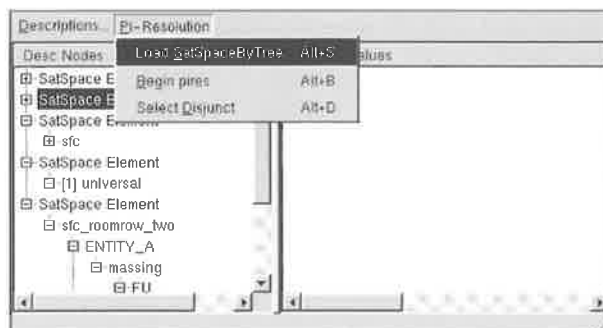 Descriptions... Pi-Resolution
Desc Nodes Load SatSpaceByTree Alt+S alues
SatSpace E Begin pires Alt+B
SatSpace E Select Disjunct Alt+D
SatSpace Element
sfc
SatSpace Element
[1] universal
SatSpace Element
sfc_roomrow_two
ENTITY_A
massing
FU